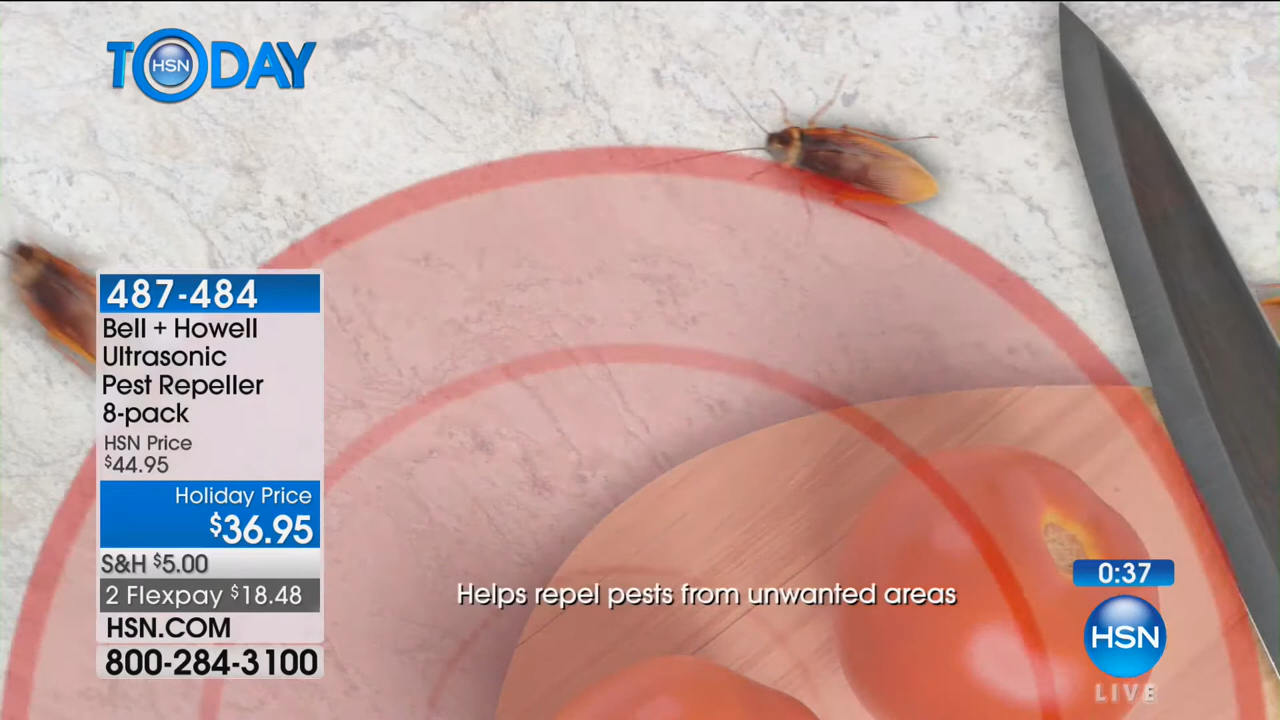 TODAY
HSN
487-484
Bell + Howell
Ultrasonic
Pest Repeller
8-pack
HSN Price
$44.95
Holiday Price
$36.95
S&H $5.00
2 Flexpay $18.48
HSN.COM
800-284-3100
Helps repel pests from unwanted areas
0:37
HSN
LIVE